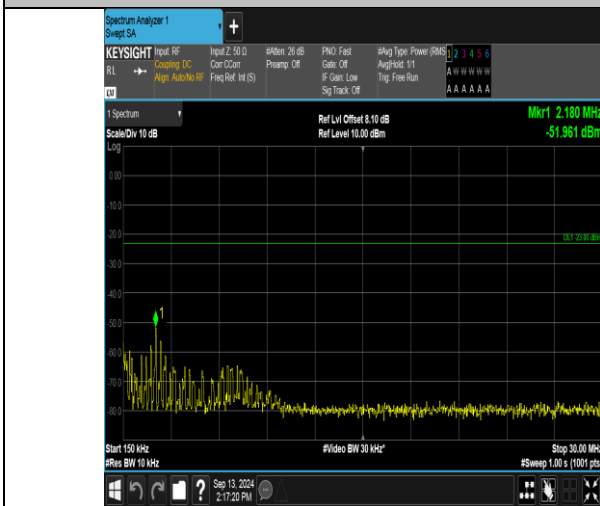 Spectrum Analyzer 1
Swept SA
+
KEYSIGHT
RL
Input: RF
Coupling: DC
Align: Auto/No RF
Input Z: 50 Ω
Corr CCorr
Freq Ref: Int (S)
#Atten: 26 dB
Preamp: Off
PNO: Fast
Gate: Off
IF Gain: Low
Sig Track: Off
#Avg Type: Power (RMS
Avg|Hold: 1/1
Trig: Free Run
1 2 3 4 5 6
A W W W W W
A A A A A A
1 Spectrum
Scale/Div 10 dB
Log
Ref Lvl Offset 8.10 dB
Ref Level 10.00 dBm
Mkr1 2.180 MHz
-51.961 dBm
0.00
-10.0
-20.0
DL1 -23.00 dBm
-30.0
-40.0
1
-50.0
-60.0
-70.0
-80.0
Start 150 kHz
#Res BW 10 kHz
#Video BW 30 kHz*
Stop 30.00 MHz
#Sweep 1.00 s (1001 pts
?
Sep 13, 2024
2:17:20 PM